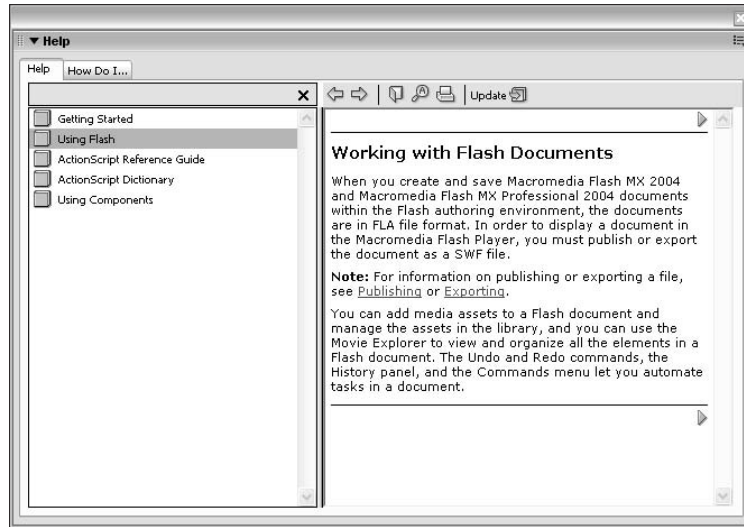 Help
Help
How Do I...
Update
Getting Started
Using Flash
ActionScript Reference Guide
ActionScript Dictionary
Using Components
Working with Flash Documents
When you create and save Macromedia Flash MX 2004
and Macromedia Flash MX Professional 2004 documents
within the Flash authoring environment, the documents
are in FLA file format. In order to display a document in
the Macromedia Flash Player, you must publish or export
the document as a SWF file.
Note: For information on publishing or exporting a file,
see Publishing or Exporting.
You can add media assets to a Flash document and
manage the assets in the library, and you can use the
Movie Explorer to view and organize all the elements in a
Flash document. The Undo and Redo commands, the
History panel, and the Commands menu let you automate
tasks in a document.